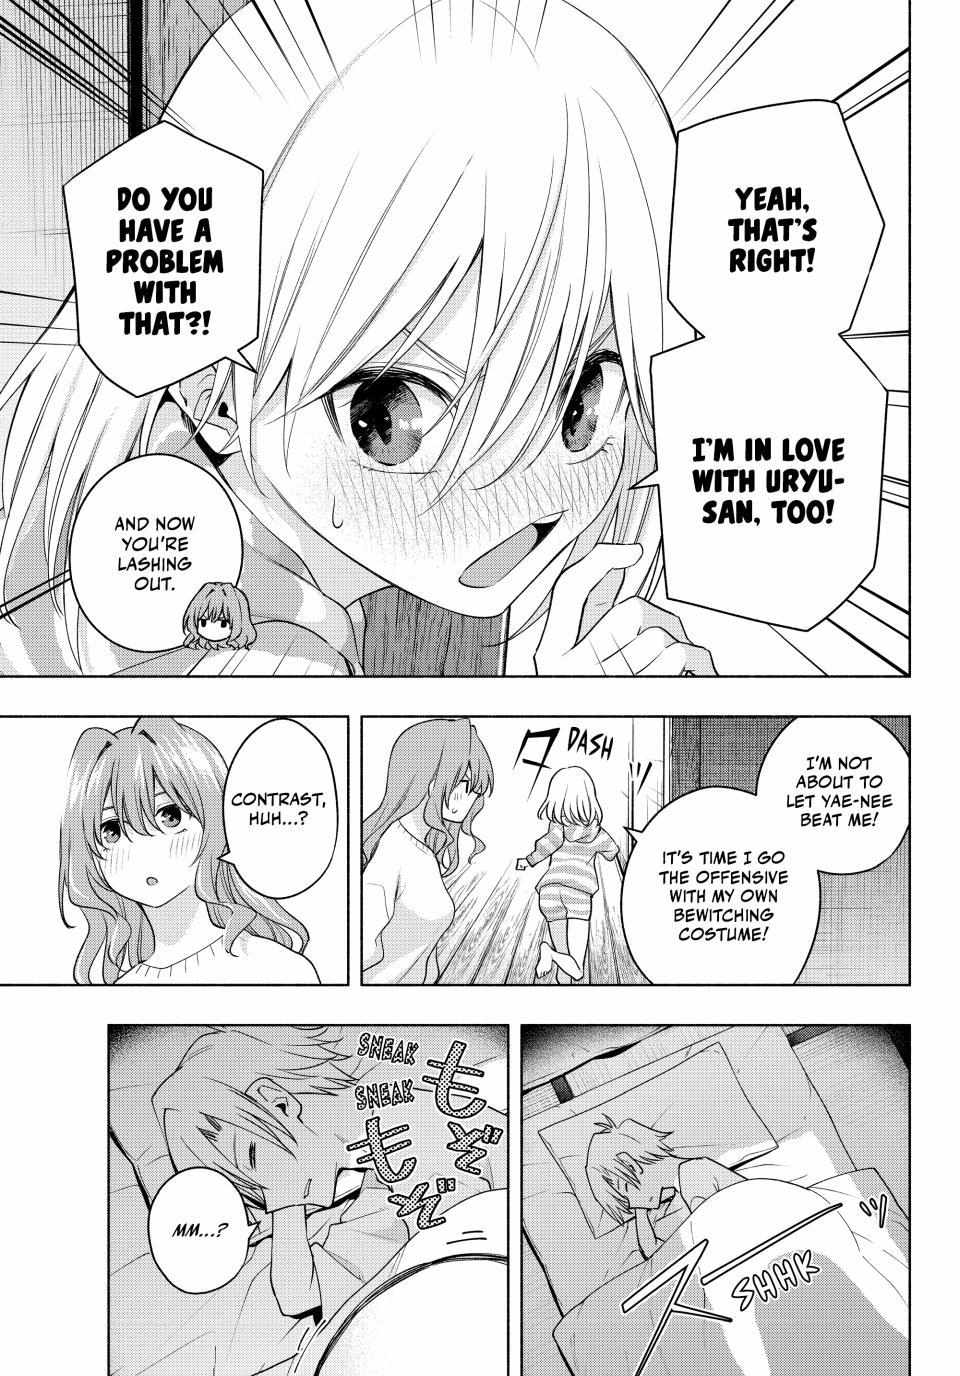 YEAH,
THAT'S
RIGHT!
I'M IN LOVE
WITH URYU-
SAN, TOO!
DO YOU
HAVE A
PROBLEM
WITH
THAT?!
AND NOW
YOU'RE
LASHING
OUT.
I'M NOT
ABOUT TO
LET YAE-NEE
BEAT ME!
IT'S TIME I GO
THE OFFENSIVE
WITH MY OWN
BEWITCHING
COSTUME!
DASH
CONTRAST,
HUH...?
SHHK
SNEAK
SNEAK
もぞ
もぞ
MM...?